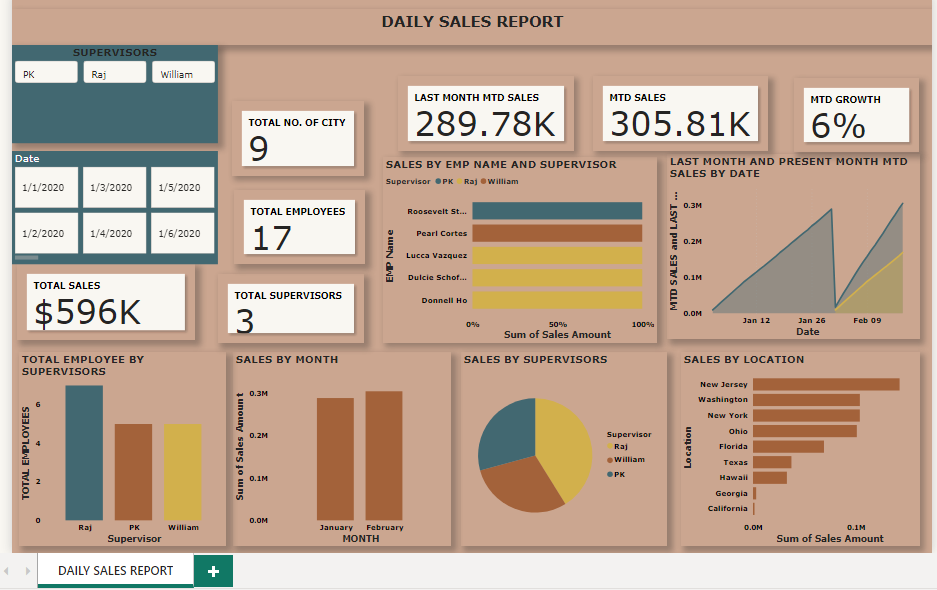 DAILY SALES REPORT
SUPERVISORS
PK
Raj
William
Date
1/1/2020
1/3/2020
1/5/2020
1/2/2020
1/4/2020
1/6/2020
TOTAL NO. OF CITY
9
TOTAL EMPLOYEES
17
TOTAL SALES
$596K
TOTAL SUPERVISORS
3
LAST MONTH MTD SALES
289.78K
MTD SALES
305.81K
MTD GROWTH
6%
SALES BY EMP NAME AND SUPERVISOR
Supervisor PK Raj William
EMP Name
Roosevelt St...
Pearl Cortes
Lucca Vazquez
Dulcie Schof...
Donnell Ho
0% 50% 100%
Sum of Sales Amount
LAST MONTH AND PRESENT MONTH MTD
SALES BY DATE
MTD SALES and LAST ...
0.3M
0.2M
0.1M
0.0M
Jan 12 Jan 26 Feb 09
Date
TOTAL EMPLOYEE BY
SUPERVISORS
TOTAL EMPLOYEES
6
4
2
0
Raj PK William
Supervisor
SALES BY MONTH
Sum of Sales Amount
0.3M
0.2M
0.1M
0.0M
January February
MONTH
SALES BY SUPERVISORS
Supervisor
Raj
William
PK
SALES BY LOCATION
Location
New Jersey
Washington
New York
Ohio
Florida
Texas
Hawaii
Georgia
California
0.0M 0.1M
Sum of Sales Amount
DAILY SALES REPORT
+